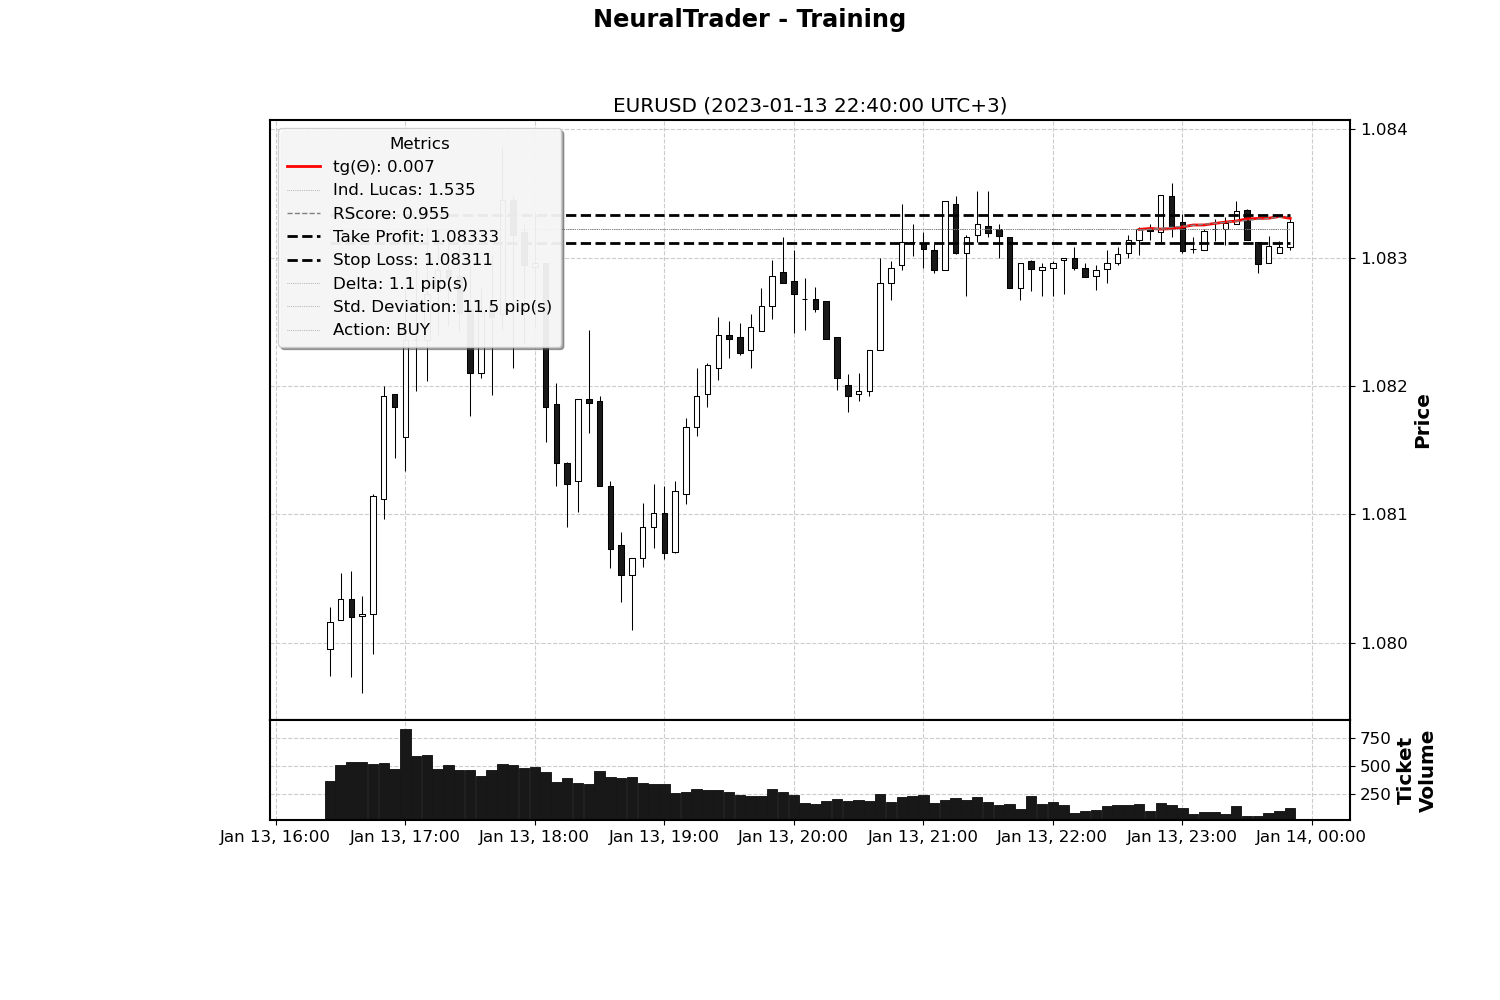 NeuralTrader - Training
EURUSD (2023-01-13 22:40:00 UTC+3)
Metrics
tg(Θ): 0.007
Ind. Lucas: 1.535
RScore: 0.955
Take Profit: 1.08333
Stop Loss: 1.08311
Delta: 1.1 pip(s)
Std. Deviation: 11.5 pip(s)
Action: BUY
1.084
1.083
1.082
1.081
1.080
Price
750
500
250
Ticket
Volume
Jan 13, 16:00
Jan 13, 17:00
Jan 13, 18:00
Jan 13, 19:00
Jan 13, 20:00
Jan 13, 21:00
Jan 13, 22:00
Jan 13, 23:00
Jan 14, 00:00